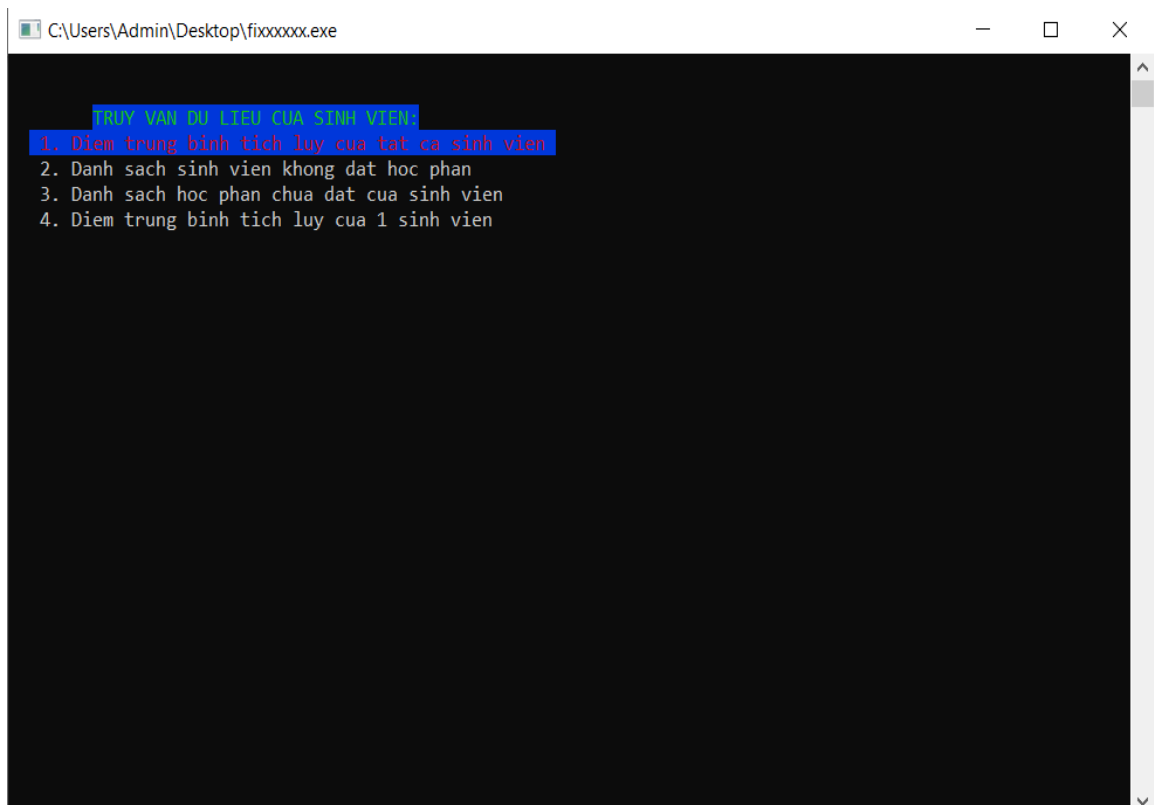 C:\Users\Admin\Desktop\fixxxxxx.exe
TRUY VAN DU LIEU CUA SINH VIEN:
1. Diem trung binh tich luy cua tat ca sinh vien
2. Danh sach sinh vien khong dat hoc phan
3. Danh sach hoc phan chua dat cua sinh vien
4. Diem trung binh tich luy cua 1 sinh vien